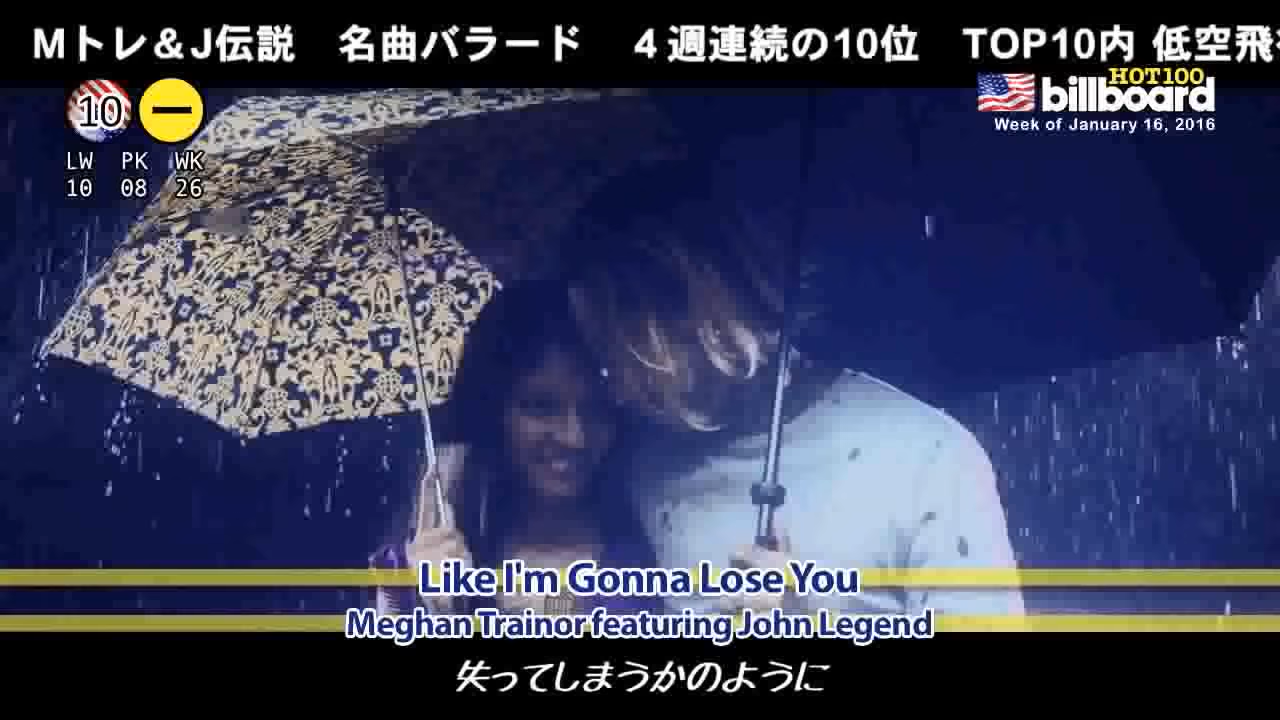 Mトレ&J伝説　名曲バラード　4週連続の10位　TOP10内 低空飛
10
HOT100
billboard
Week of January 16, 2016
LW PK WK
10 08 26
Like I'm Gonna Lose You
Meghan Trainor featuring John Legend
失ってしまうかのように